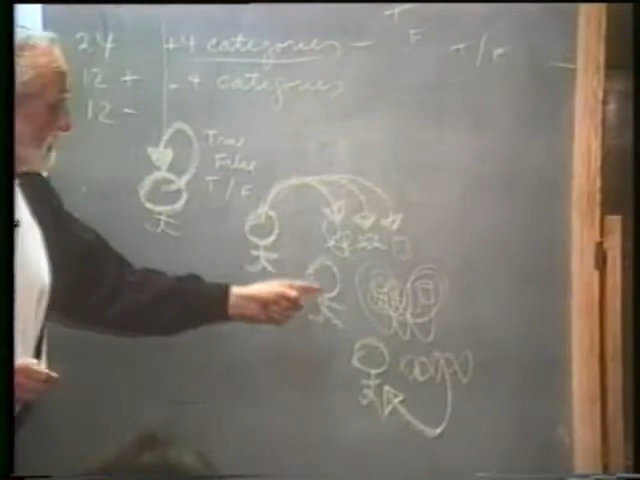 T
24 +4 categories -
F
T/F
12 + -4 categories
12 -
True
False
T/F